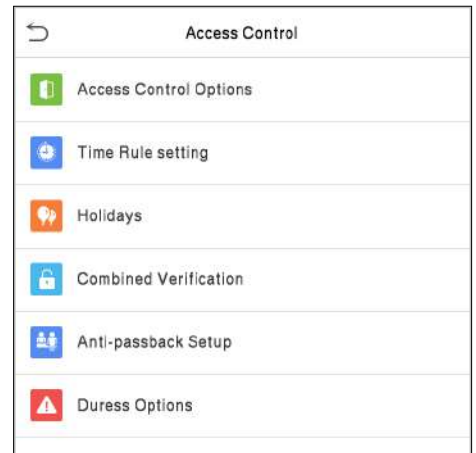 Access Control
Access Control Options
Time Rule setting
Holidays
Combined Verification
Anti-passback Setup
Duress Options